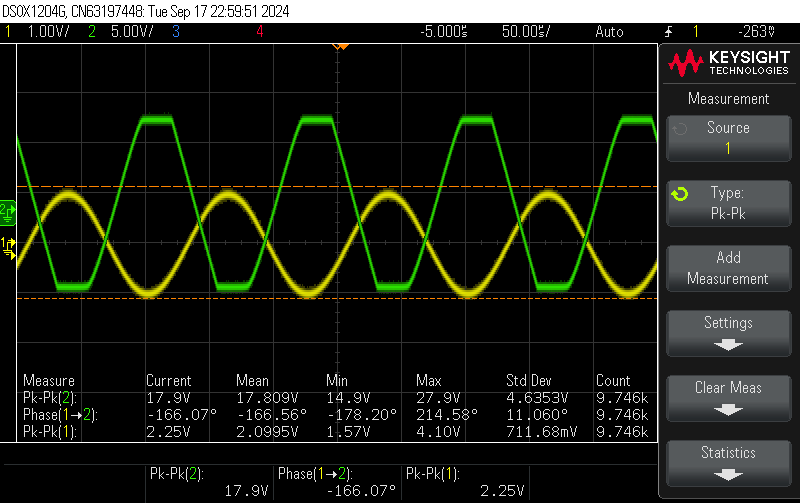 DSOX1204G, CN63197448: Tue Sep 17 22:59:51 2024
1 1.00V/ 2 5.00V/ 3 4 -5.000s 50.00s/ Auto 1 -263mV
KEYSIGHT
TECHNOLOGIES
Measurement
Source
1
Type:
Pk-Pk
Add
Measurement
Settings
Clear Meas
Statistics
2
1
Measure Current Mean Min Max Std Dev Count
Pk-Pk(2): 17.9V 17.809V 14.9V 27.9V 4.6353V 9.746k
Phase(1→2): -166.07° -166.56° -178.20° 214.58° 11.060° 9.746k
Pk-Pk(1): 2.25V 2.0995V 1.57V 4.10V 711.68mV 9.746k
Pk-Pk(2): Phase(1→2): Pk-Pk(1):
17.9V -166.07° 2.25V